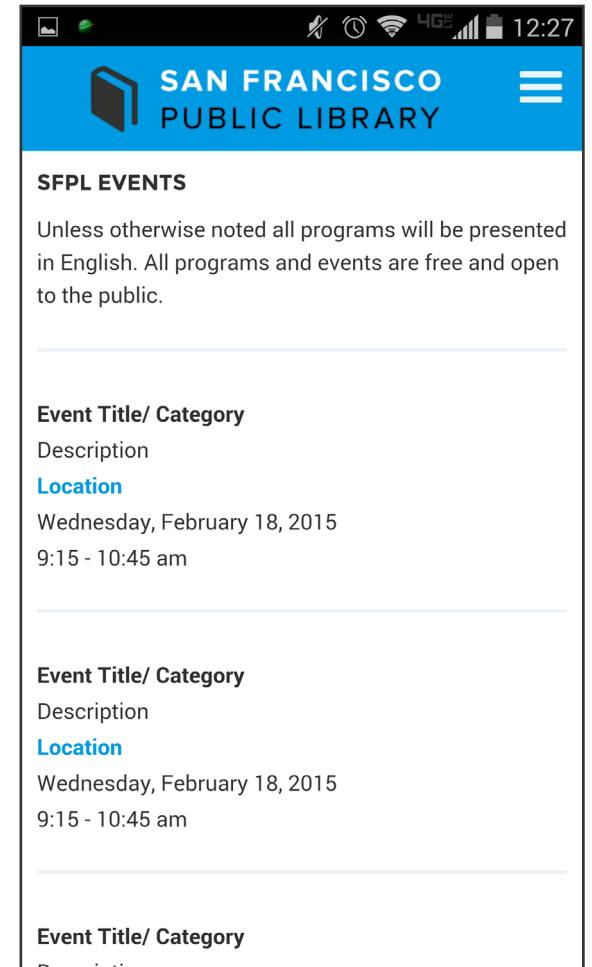 4G LTE 12:27
SAN FRANCISCO
PUBLIC LIBRARY
SFPL EVENTS
Unless otherwise noted all programs will be presented
in English. All programs and events are free and open
to the public.
Event Title/ Category
Description
Location
Wednesday, February 18, 2015
9:15 - 10:45 am
Event Title/ Category
Description
Location
Wednesday, February 18, 2015
9:15 - 10:45 am
Event Title/ Category